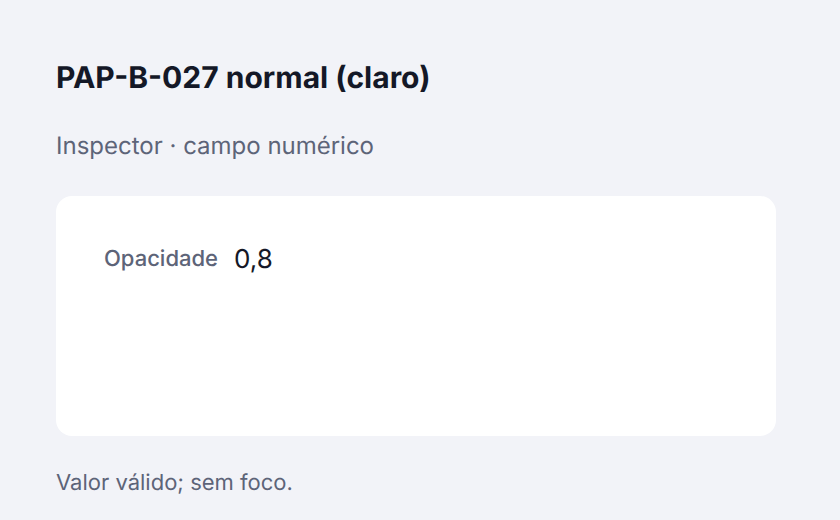 PAP-B-027 normal (claro)
Inspector · campo numérico
Opacidade 0,8
Valor válido; sem foco.